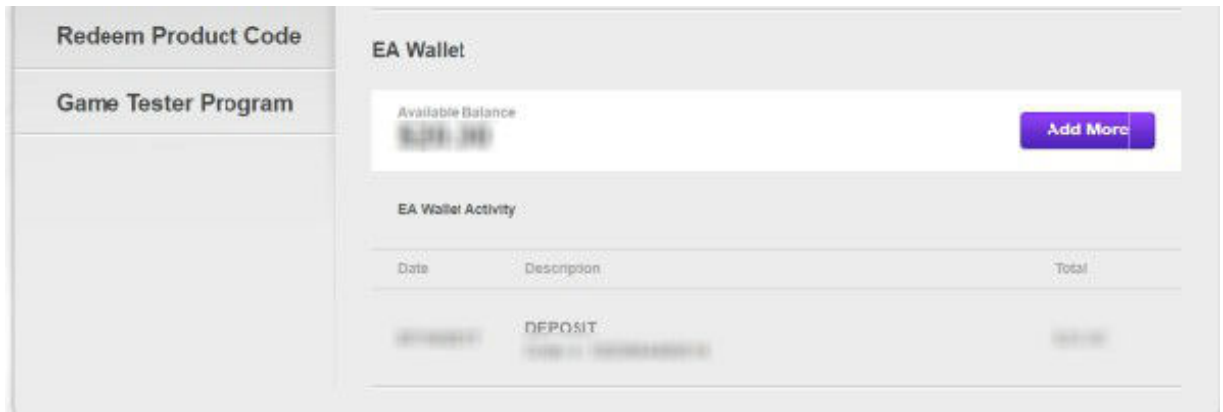 Redeem Product Code
Game Tester Program
EA Wallet
Available Balance
Add More
EA Wallet Activity
Date Description Total
DEPOSIT